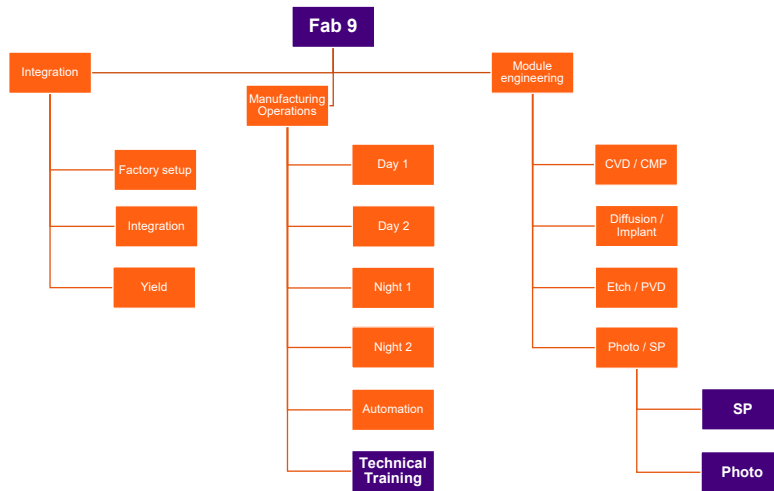 Fab 9
Integration
Manufacturing
Operations
Module
engineering
Factory setup
Integration
Yield
Day 1
Day 2
Night 1
Night 2
Automation
Technical
Training
CVD / CMP
Diffusion /
Implant
Etch / PVD
Photo / SP
SP
Photo